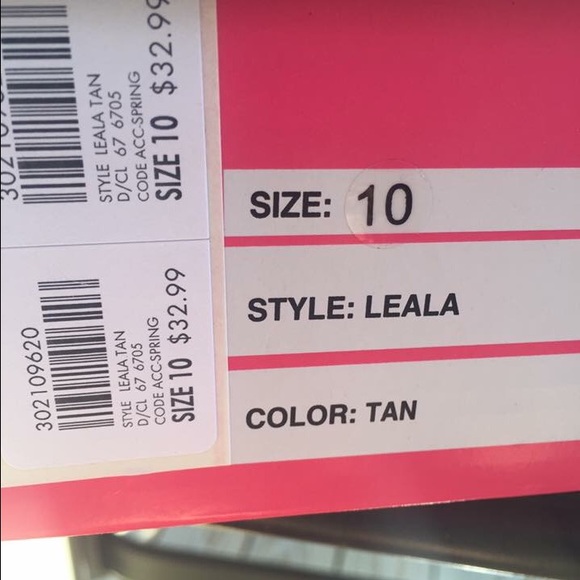 302109620
STYLE LEALA TAN
D/CL 67 6705
CODE ACC-SPRING
SIZE 10 $32.99
302109620
STYLE LEALA TAN
D/CL 67 6705
CODE ACC-SPRING
SIZE 10 $32.99
SIZE: 10
STYLE: LEALA
COLOR: TAN